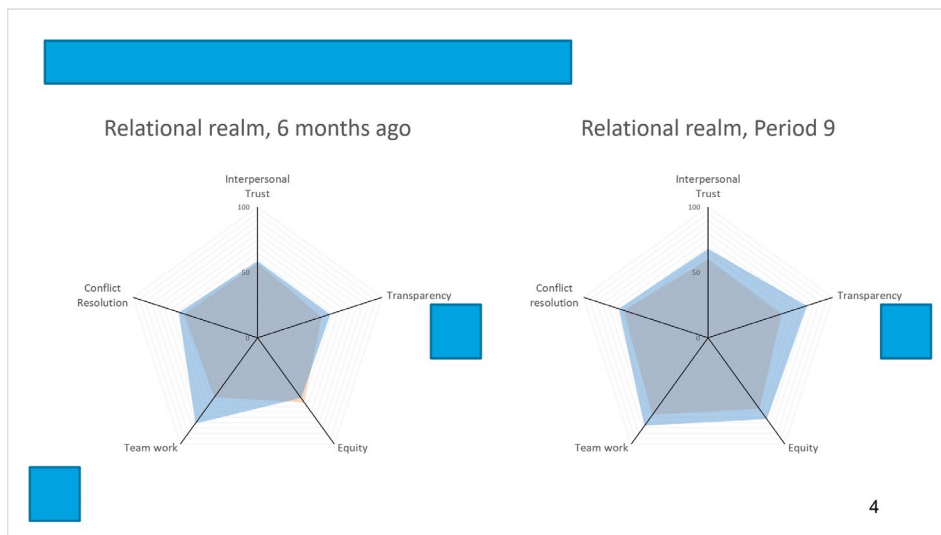 Relational realm, 6 months ago
Interpersonal
Trust
100
50
0
Conflict
Resolution
Transparency
Team work
Equity
Relational realm, Period 9
Interpersonal
Trust
100
50
0
Conflict
resolution
Transparency
Team work
Equity
4